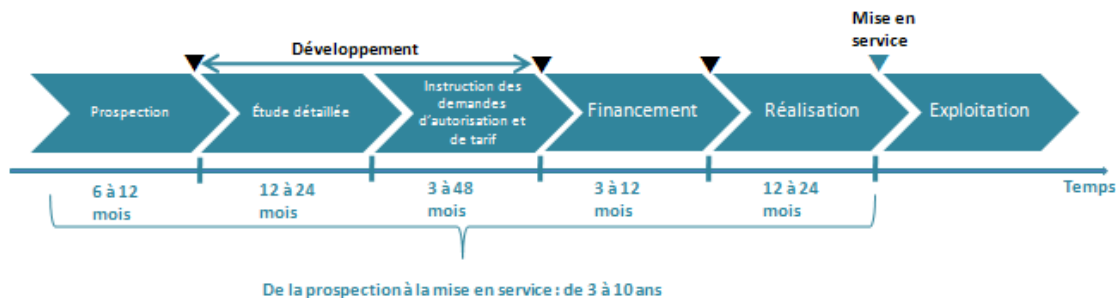 Mise en
service
Développement
Prospection
Étude détaillée
Instruction des
demandes
d'autorisation et
de tarif
Financement
Réalisation
Exploitation
6 à 12
mois
12 à 24
mois
3 à 48
mois
3 à 12
mois
12 à 24
mois
Temps
De la prospection à la mise en service : de 3 à 10 ans